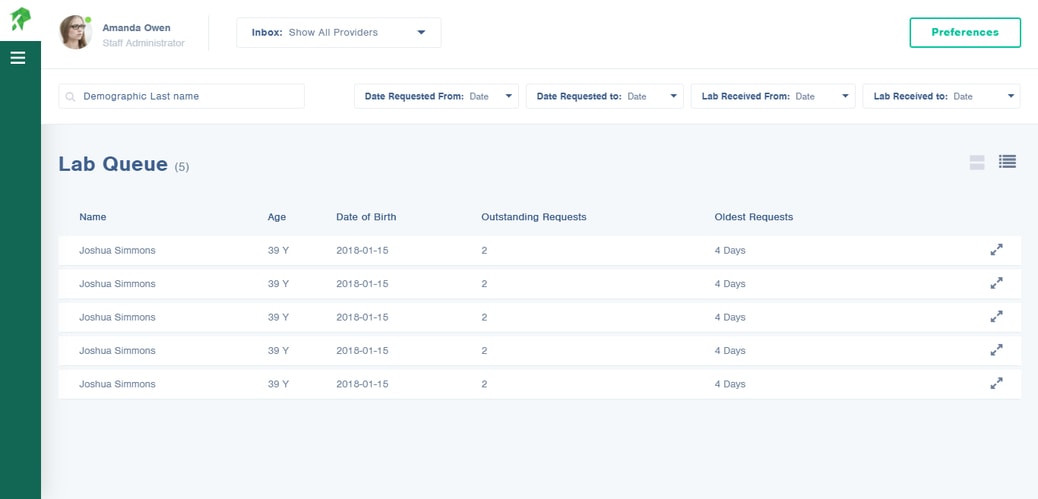 Amanda Owen
Staff Administrator
Inbox: Show All Providers
Preferences
Demographic Last name
Date Requested From: Date
Date Requested to: Date
Lab Received From: Date
Lab Received to: Date
Lab Queue (5)
Name Age Date of Birth Outstanding Requests Oldest Requests
Joshua Simmons 39 Y 2018-01-15 2 4 Days
Joshua Simmons 39 Y 2018-01-15 2 4 Days
Joshua Simmons 39 Y 2018-01-15 2 4 Days
Joshua Simmons 39 Y 2018-01-15 2 4 Days
Joshua Simmons 39 Y 2018-01-15 2 4 Days